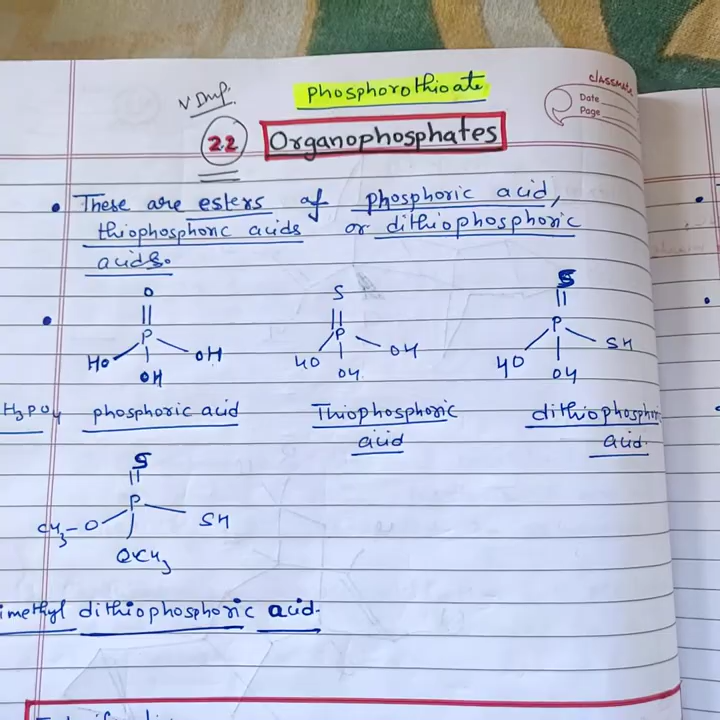 Phosphorothioate
classmate
Date
Page
V Imp.
22
Organophosphates
• These are esters of phosphoric acid,
thiophosphoric acids or dithiophosphoric
acids.
O
||
P
HO
OH
OH
S
||
P
HO
OH
OH
S
||
P
HO
OH
SH
H3PO4
phosphoric acid
Thiophosphoric
acid
dithiophosphor
acid.
S
||
P
CH3-O
SH
OCH3
imethyl dithiophosphoric acid.